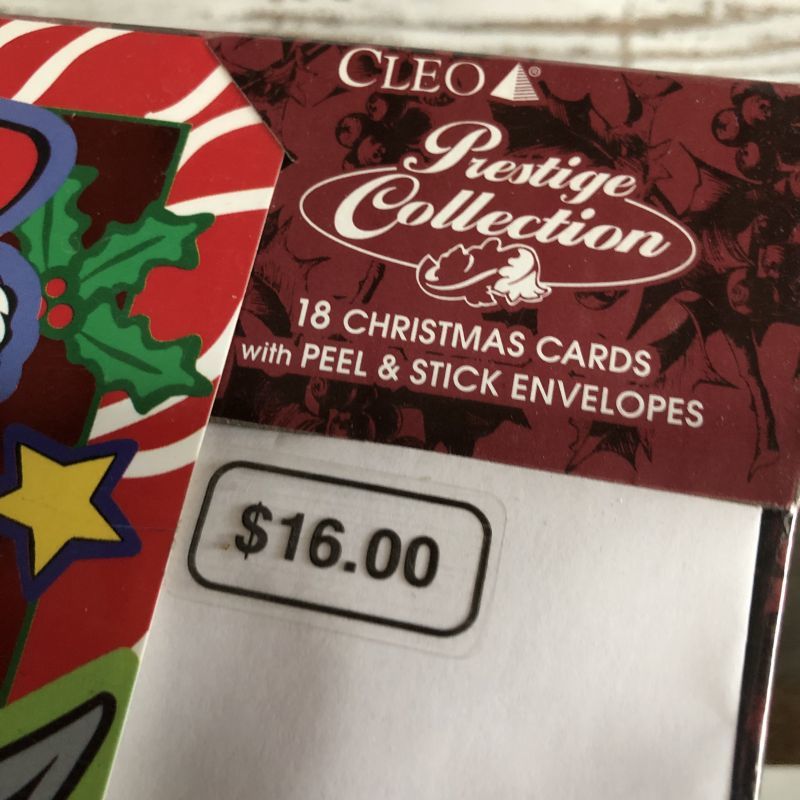 CLEO®
Prestige
Collection
18 CHRISTMAS CARDS
with PEEL & STICK ENVELOPES
$16.00